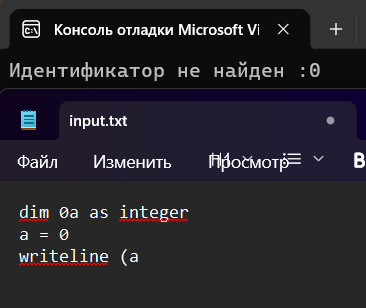 Консоль отладки Microsoft Vi
Идентификатор не найден :0
input.txt
Файл Изменить Просмотр H1 B
dim 0a as integer
a = 0
writeline (a